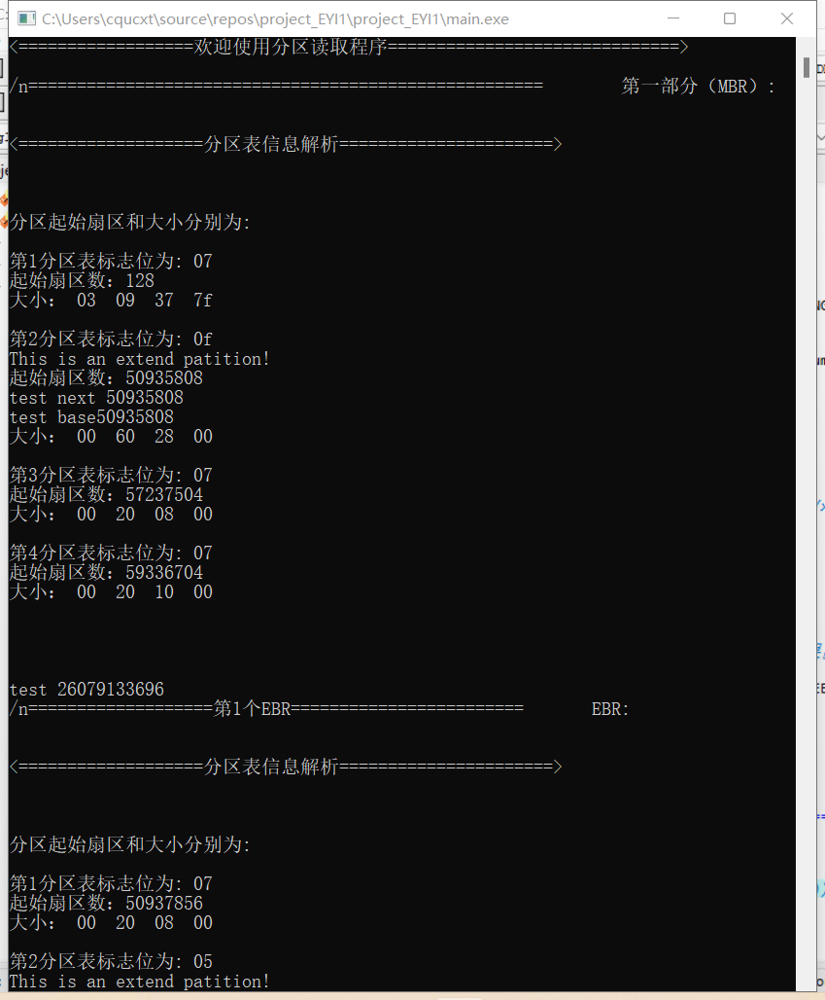 C:\Users\cqucxt\source\repos\project_EYI1\project_EYI1\main.exe
<==================欢迎使用分区读取程序==============================>
/n===================================================== 第一部分（MBR）:
<===================分区表信息解析======================>
分区起始扇区和大小分别为:
第1分区表标志位为: 07
起始扇区数: 128
大小: 03 09 37 7f
第2分区表标志位为: 0f
This is an extend patition!
起始扇区数: 50935808
test next 50935808
test base50935808
大小: 00 60 28 00
第3分区表标志位为: 07
起始扇区数: 57237504
大小: 00 20 08 00
第4分区表标志位为: 07
起始扇区数: 59336704
大小: 00 20 10 00
test 26079133696
/n===================第1个EBR======================== EBR:
<===================分区表信息解析======================>
分区起始扇区和大小分别为:
第1分区表标志位为: 07
起始扇区数: 50937856
大小: 00 20 08 00
第2分区表标志位为: 05
This is an extend patition!